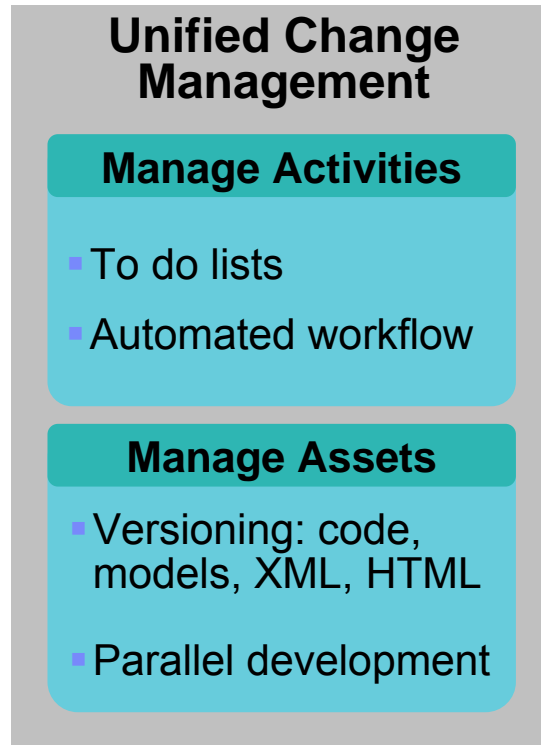 Unified Change
Management
Manage Activities
▪ To do lists
▪ Automated workflow
Manage Assets
▪ Versioning: code,
models, XML, HTML
▪ Parallel development